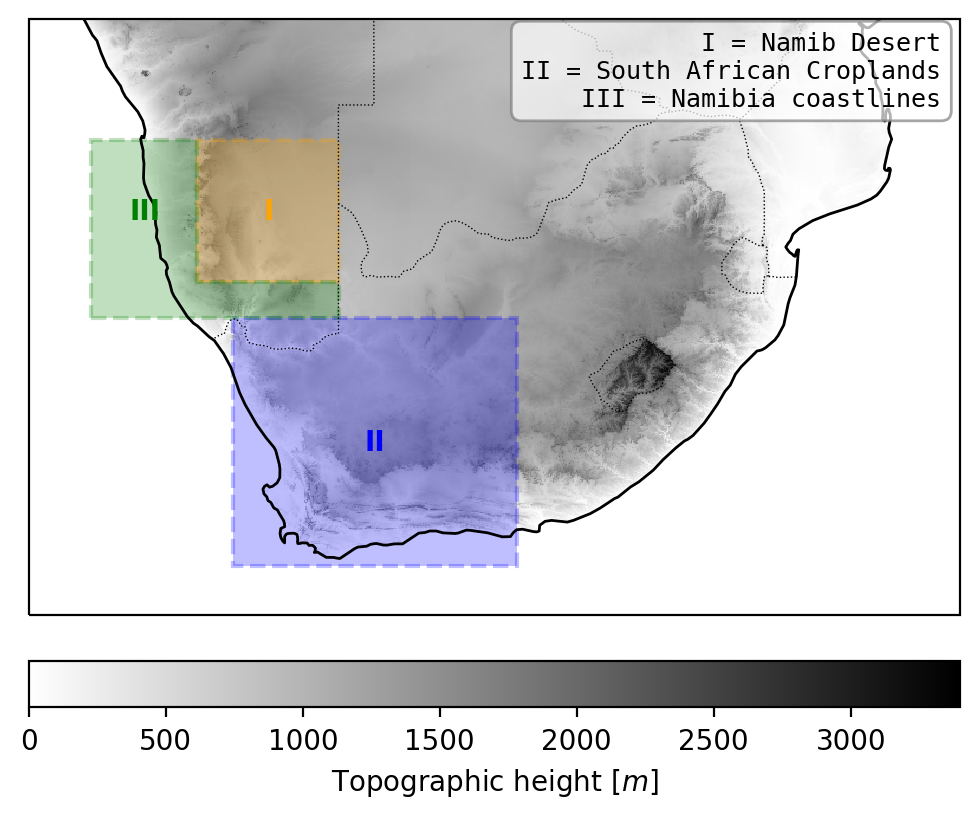 I = Namib Desert
II = South African Croplands
III = Namibia coastlines
III
I
II
0 500 1000 1500 2000 2500 3000
Topographic height [m]